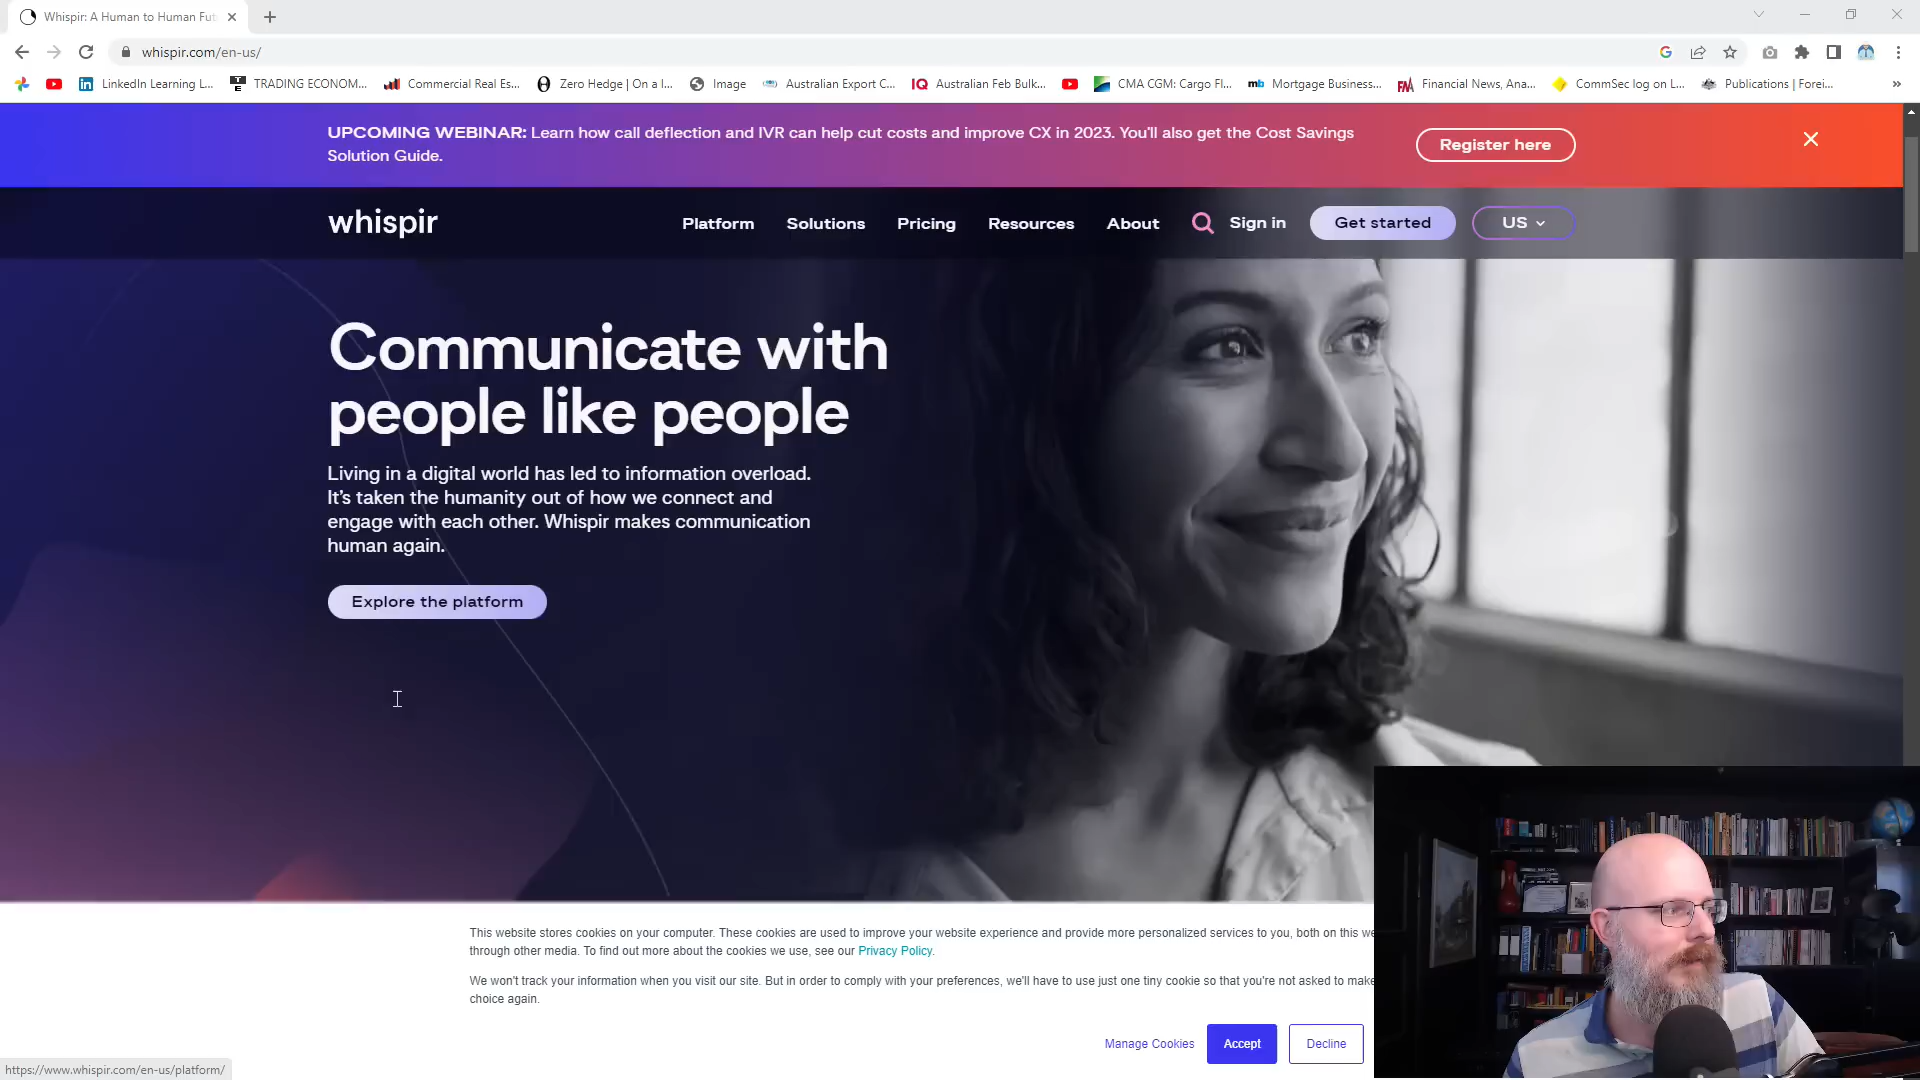 Whispir: A Human to Human Fut
whispir.com/en-us/
LinkedIn Learning L...
TRADING ECONOM...
Commercial Real Es...
Zero Hedge | On a l...
Image
Australian Export C...
Australian Feb Bulk...
CMA CGM: Cargo Fl...
Mortgage Business...
Financial News, Ana...
CommSec log on L...
Publications | Forei...
UPCOMING WEBINAR: Learn how call deflection and IVR can help cut costs and improve CX in 2023. You'll also get the Cost Savings
Solution Guide.
Register here
whispir
Platform
Solutions
Pricing
Resources
About
Sign in
Get started
US
Communicate with
people like people
Living in a digital world has led to information overload.
It's taken the humanity out of how we connect and
engage with each other. Whispir makes communication
human again.
Explore the platform
This website stores cookies on your computer. These cookies are used to improve your website experience and provide more personalized services to you, both on this we
through other media. To find out more about the cookies we use, see our Privacy Policy.
We won't track your information when you visit our site. But in order to comply with your preferences, we'll have to use just one tiny cookie so that you're not asked to make
choice again.
Manage Cookies
Accept
Decline
https://www.whispir.com/en-us/platform/